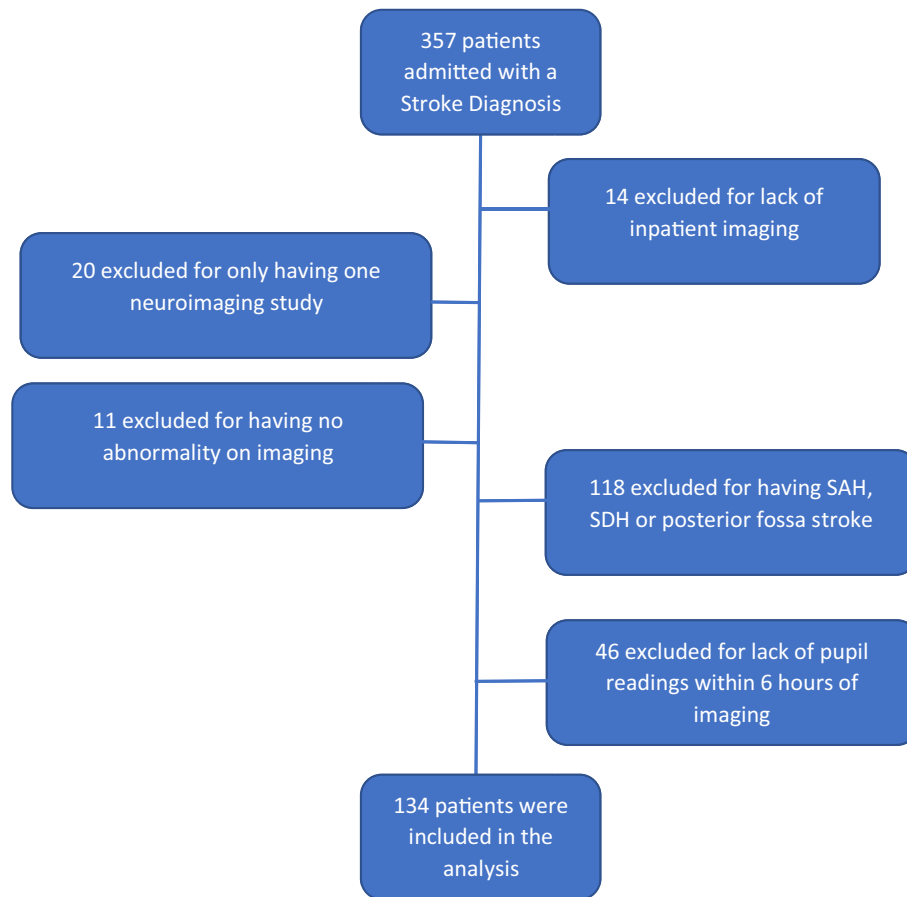 357 patients
admitted with a
Stroke Diagnosis
14 excluded for lack of
inpatient imaging
20 excluded for only having one
neuroimaging study
11 excluded for having no
abnormality on imaging
118 excluded for having SAH,
SDH or posterior fossa stroke
46 excluded for lack of pupil
readings within 6 hours of
imaging
134 patients were
included in the
analysis